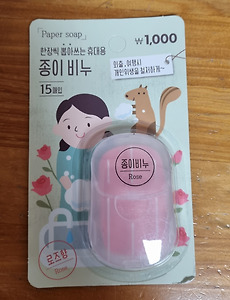 「Paper soap」
₩1,000
한장씩 뽑아쓰는 휴대용
종이 비누
15매입
외출, 여행시
개인위생을 철저하게~
종이비누
Rose
로즈향
Rose